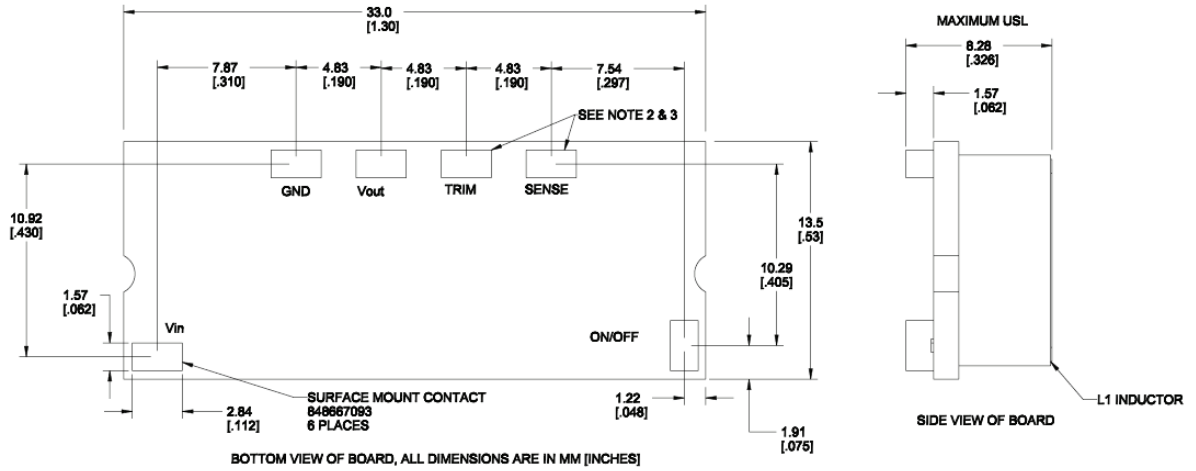 33.0
[1.30]
MAXIMUM USL
8.28
[.326]
7.87
[.310]
4.83
[.190]
4.83
[.190]
4.83
[.190]
7.54
[.297]
1.57
[.062]
SEE NOTE 2 & 3
GND
Vout
TRIM
SENSE
10.92
[.430]
13.5
[.53]
10.29
[.405]
1.57
[.062]
Vin
ON/OFF
SURFACE MOUNT CONTACT
848667093
6 PLACES
2.84
[.112]
1.22
[.048]
1.91
[.075]
L1 INDUCTOR
SIDE VIEW OF BOARD
BOTTOM VIEW OF BOARD, ALL DIMENSIONS ARE IN MM [INCHES]